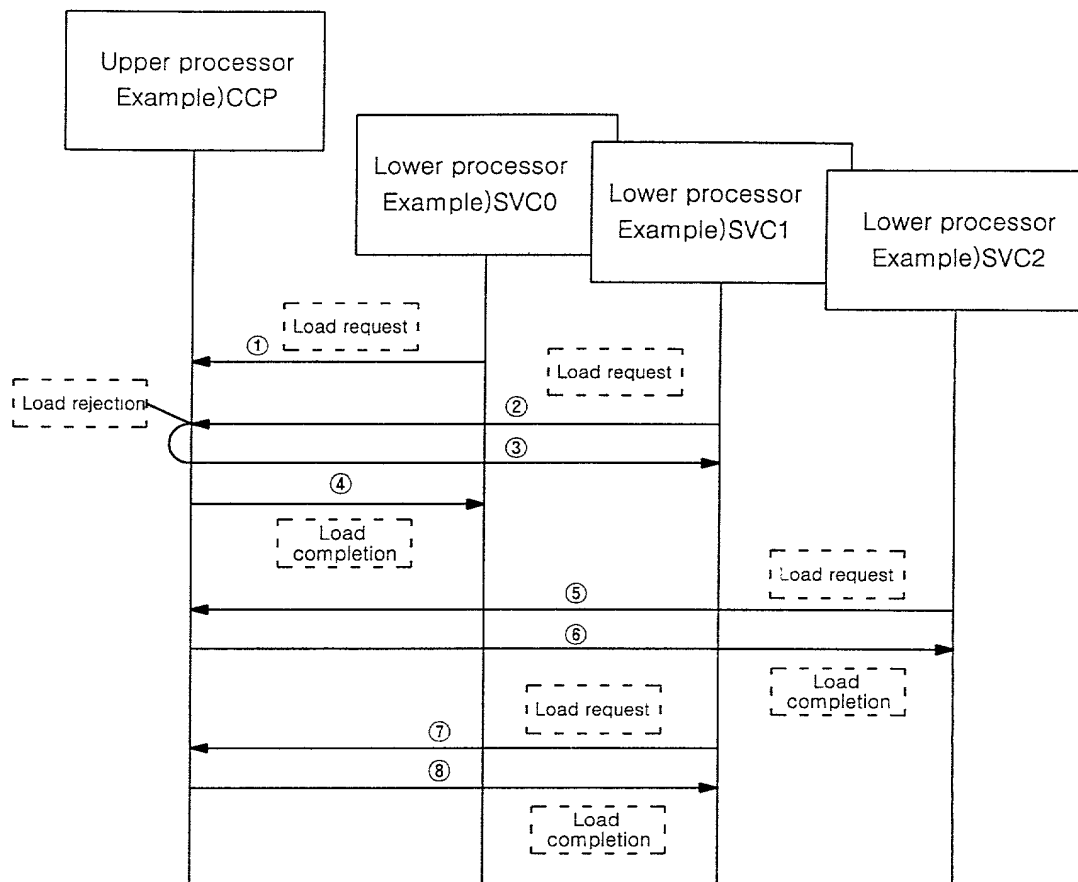 Upper processor
Example)CCP
Lower processor
Example)SVC0
Lower processor
Example)SVC1
Lower processor
Example)SVC2
Load request
①
Load request
Load rejection
②
③
④
Load
completion
Load request
⑤
⑥
Load
completion
Load request
⑦
⑧
Load
completion